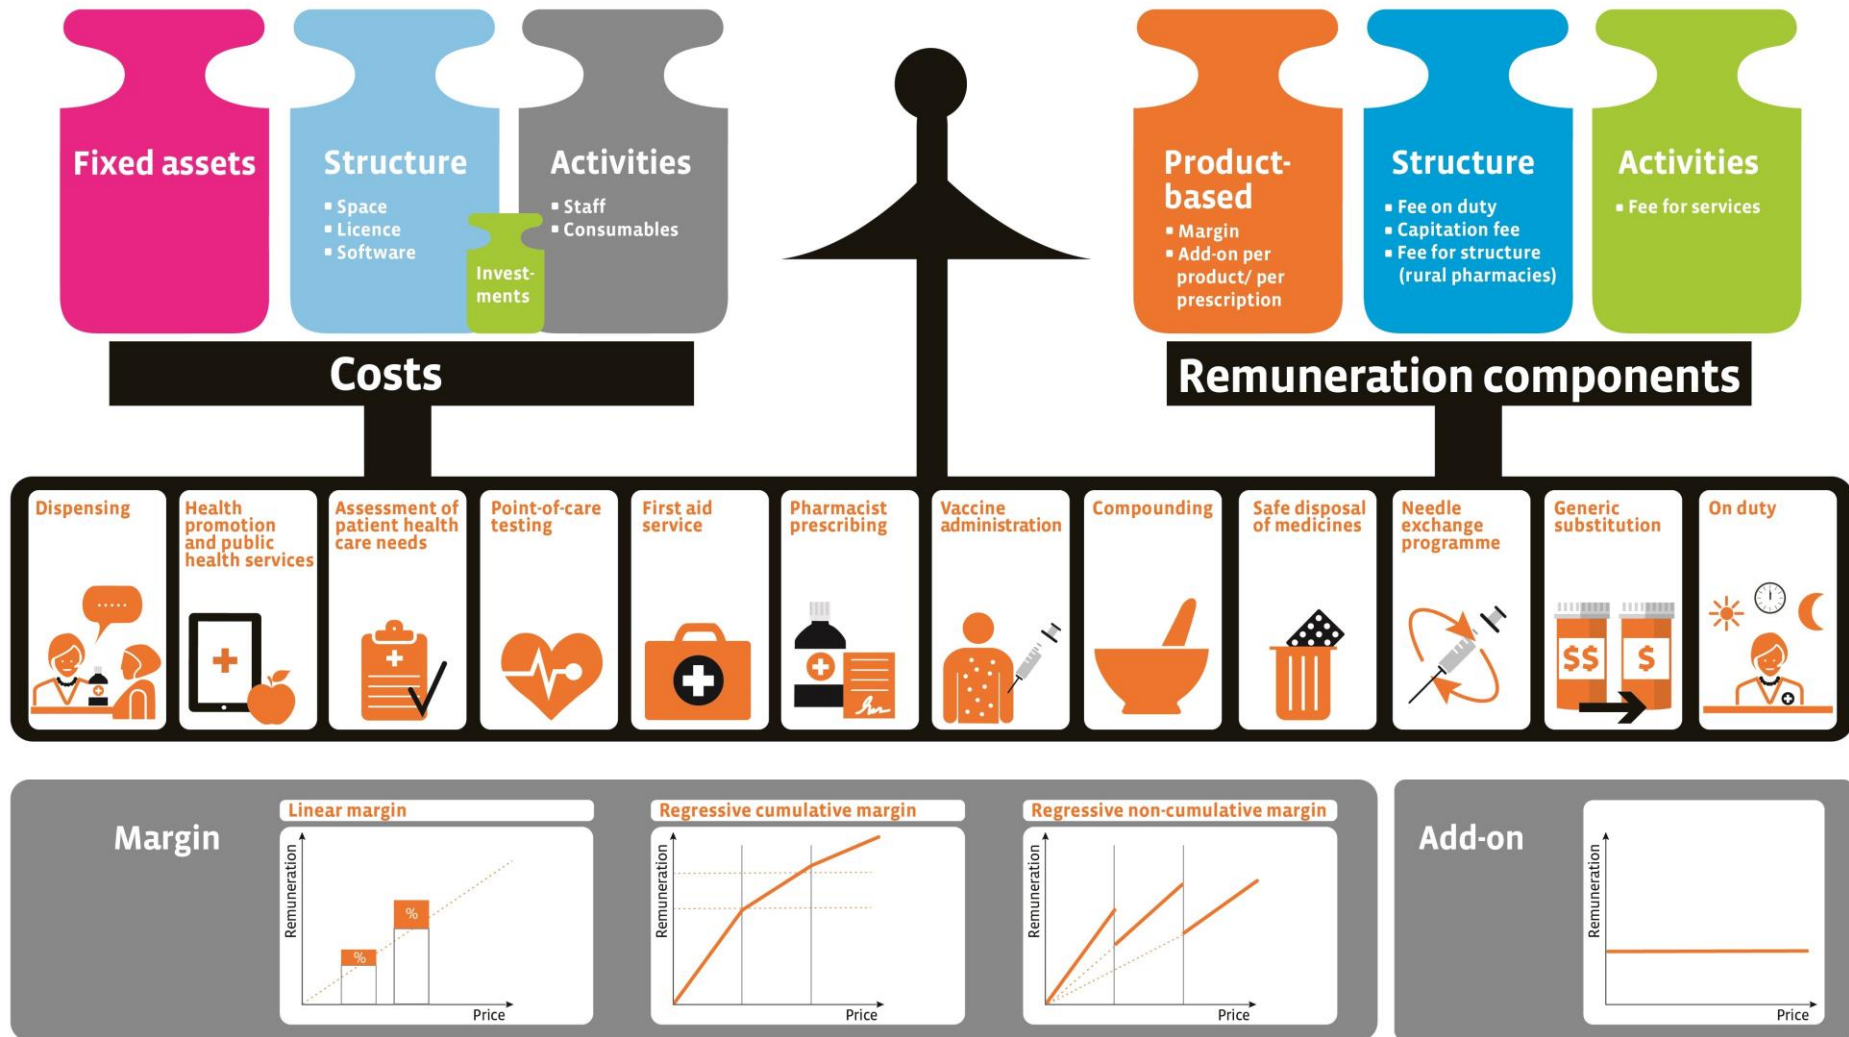 Fixed assets
Structure
▪ Space
▪ Licence
▪ Software
Invest-
ments
Activities
▪ Staff
▪ Consumables
Product-
based
▪ Margin
▪ Add-on per
product/ per
prescription
Structure
▪ Fee on duty
▪ Capitation fee
▪ Fee for structure
(rural pharmacies)
Activities
▪ Fee for services
Costs
Remuneration components
Dispensing
.....
Health
promotion
and public
health services
Assessment of
patient health
care needs
Point-of-care
testing
First aid
service
Pharmacist
prescribing
Vaccine
administration
Compounding
Safe disposal
of medicines
Needle
exchange
programme
Generic
substitution
$$
$
On duty
Margin
Linear margin
Remuneration
%
%
Price
Regressive cumulative margin
Remuneration
Price
Regressive non-cumulative margin
Remuneration
Price
Add-on
Remuneration
Price